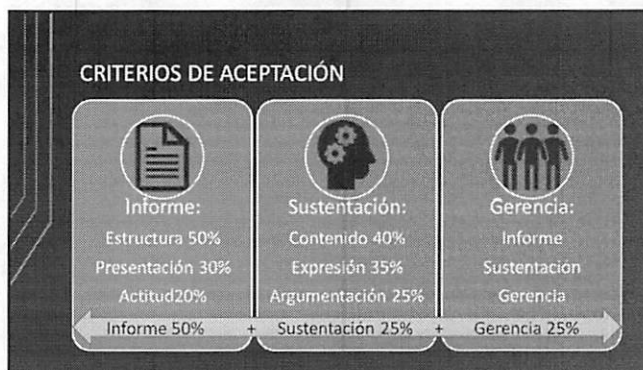 CRITERIOS DE ACEPTACIÓN
Informe:
Estructura 50%
Presentación 30%
Actitud20%
Sustentación:
Contenido 40%
Expresión 35%
Argumentación 25%
Gerencia:
Informe
Sustentación
Gerencia
Informe 50% + Sustentación 25% + Gerencia 25%